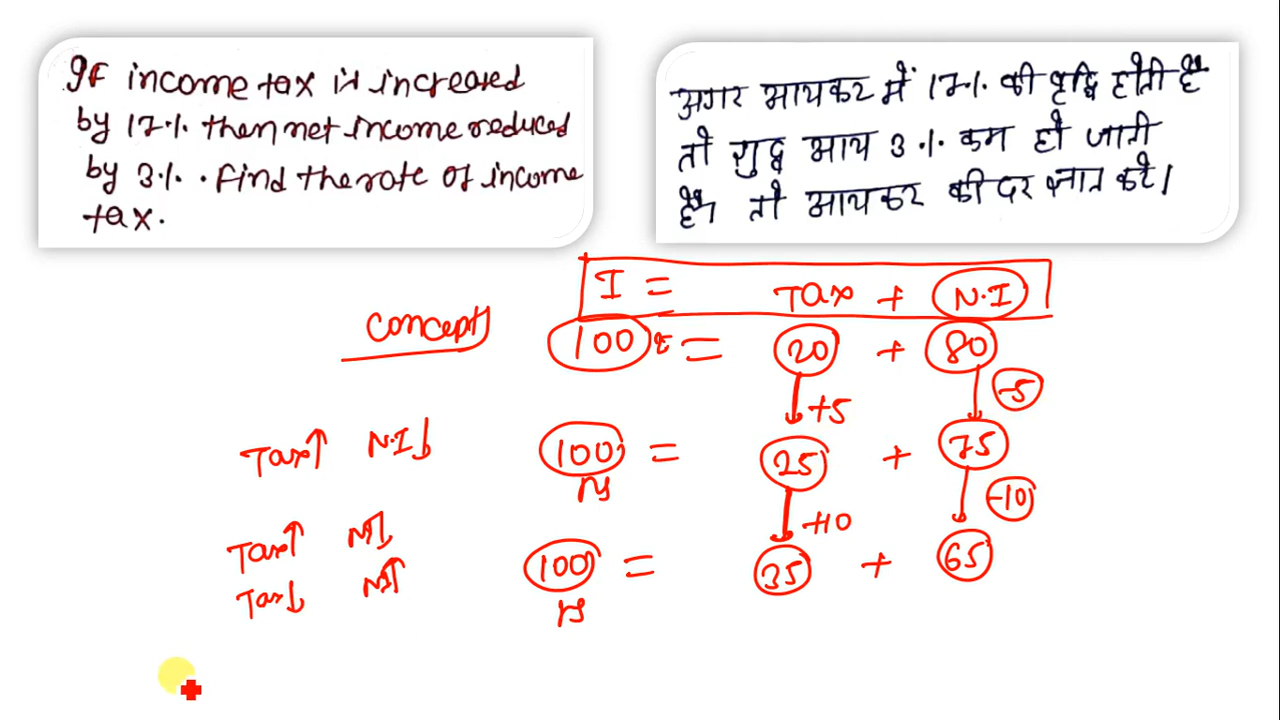 If income tax is increased
by 17.%. then net income reduced
by 3%. . Find the rate of income
tax.
अगर आयकर में 17.%. की वृद्धि होती है
तो शुद्ध आय 3.%. कम हो जाती
है। तो आयकर की दर ज्ञात करे।
I = Tax + N.I
Concept
100 = 20 + 80
+5 -5
Tax↑ N.I↓ 100 = 25 + 75
rs
+10 -10
Tax↑ NI↓
100 = 35 + 65
Tax↓ NI↑
rs